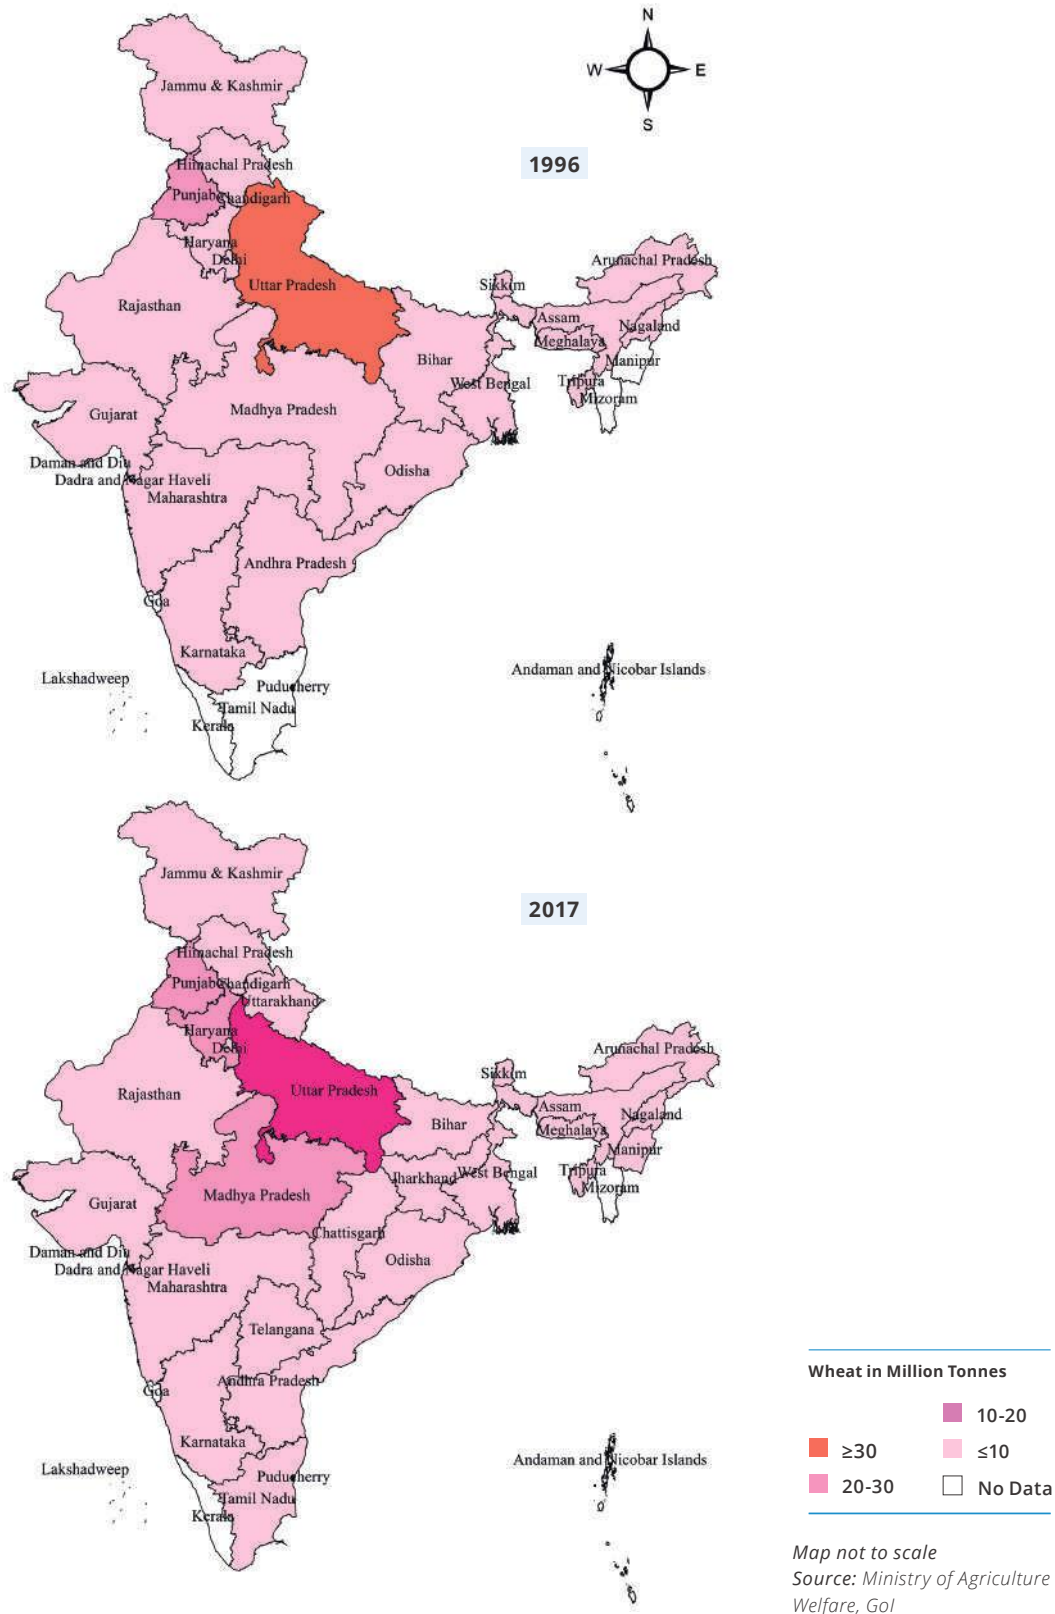 N
W E
S
1996
Jammu & Kashmir
Himachal Pradesh
Punjab
Chandigarh
Haryana
Delhi
Uttar Pradesh
Rajasthan
Arunachal Pradesh
Sikkim
Assam
Nagaland
Meghalaya
Manipur
Bihar
Tripura
West Bengal
Mizoram
Madhya Pradesh
Gujarat
Daman and Diu
Odisha
Dadra and Nagar Haveli
Maharashtra
Andhra Pradesh
Goa
Karnataka
Andaman and Nicobar Islands
Lakshadweep
Puducherry
Tamil Nadu
Kerala
2017
Jammu & Kashmir
Himachal Pradesh
Punjab
Chandigarh
Uttarakhand
Haryana
Delhi
Arunachal Pradesh
Sikkim
Uttar Pradesh
Rajasthan
Assam
Nagaland
Bihar
Meghalaya
Manipur
Tripura
Jharkhand
West Bengal
Mizoram
Madhya Pradesh
Gujarat
Chattisgarh
Daman and Diu
Odisha
Dadra and Nagar Haveli
Maharashtra
Telangana
Andhra Pradesh
Goa
Karnataka
Andaman and Nicobar Islands
Lakshadweep
Puducherry
Tamil Nadu
Kerala
Wheat in Million Tonnes
10-20
≥30 ≤10
20-30 No Data
Map not to scale
Source: Ministry of Agriculture
Welfare, GoI